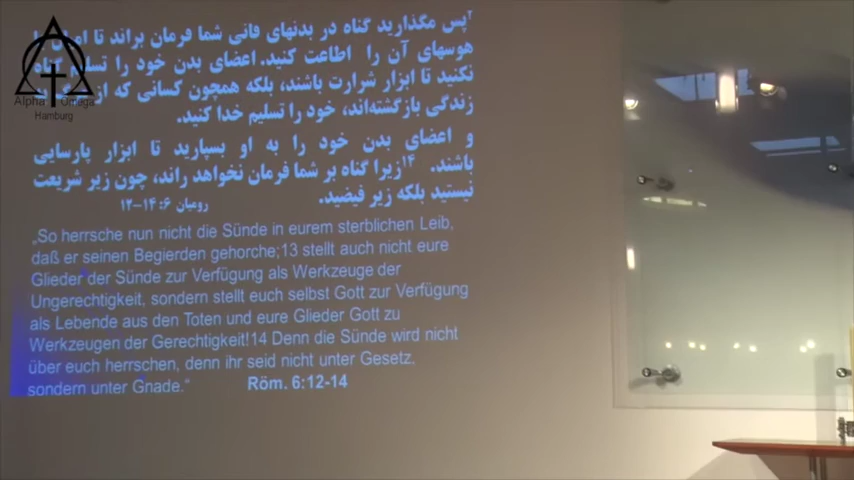 پس مگذارید گناه در بدنهای فانی شما فرمان براند تا
هوسهای آن را اطاعت کنید. اعضای بدن خود را تسلیم گناه
نکنید تا ابزار شرارت باشند، بلکه همچون کسانی که از
زندگی بازگشته‌اند، خود را تسلیم خدا کنید.
و اعضای بدن خود را به او بسپارید تا ابزار پارسایی
باشند. ۱۴زیرا گناه بر شما فرمان نخواهد راند، چون زیر شریعت
نیستید بلکه زیر فیضید.
رومیان ۶: ۱۴-۱۲
Alpha Omega
Hamburg
„So herrsche nun nicht die Sünde in eurem sterblichen Leib,
daß er seinen Begierden gehorche;13 stellt auch nicht eure
Glieder der Sünde zur Verfügung als Werkzeuge der
Ungerechtigkeit, sondern stellt euch selbst Gott zur Verfügung
als Lebende aus den Toten und eure Glieder Gott zu
Werkzeugen der Gerechtigkeit!14 Denn die Sünde wird nicht
über euch herrschen, denn ihr seid nicht unter Gesetz.
sondern unter Gnade.“ Röm. 6:12-14